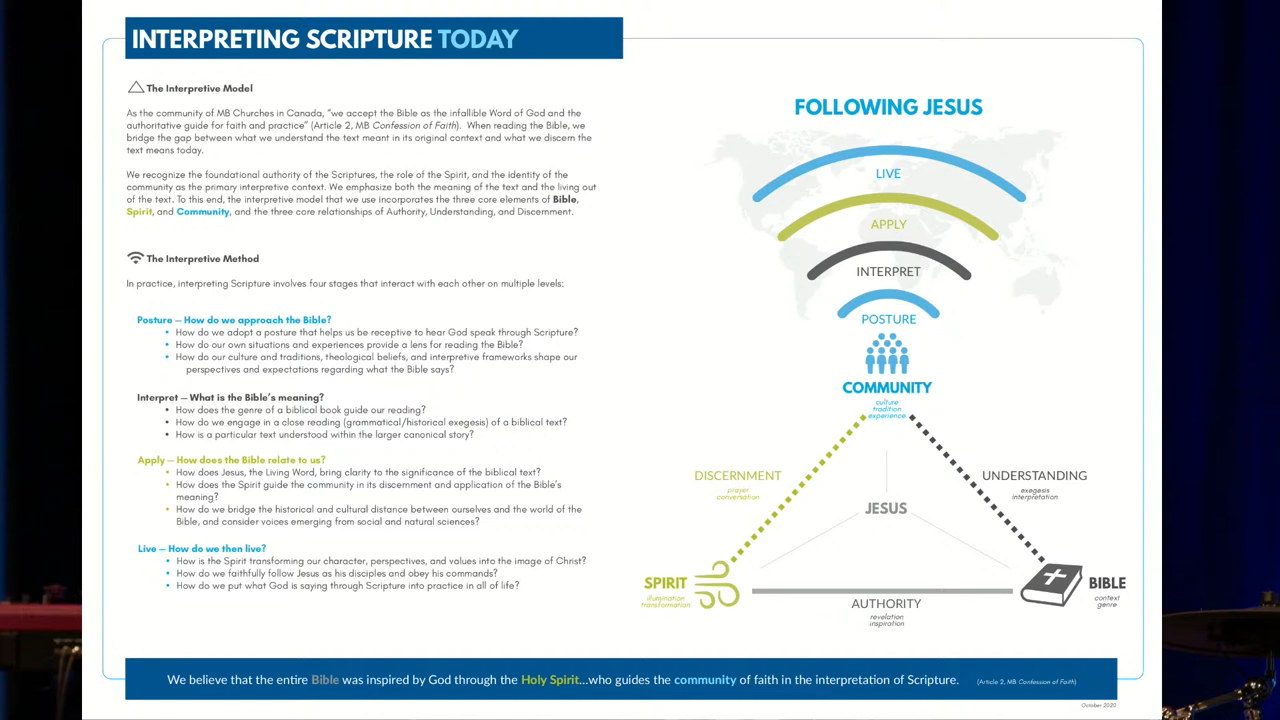 INTERPRETING SCRIPTURE TODAY
The Interpretive Model
As the community of MB Churches in Canada, "we accept the Bible as the infallible Word of God and the
authoritative guide for faith and practice" (Article 2, MB Confession of Faith). When reading the Bible, we
bridge the gap between what we understand the text meant in its original context and what we discern the
text means today.
We recognize the foundational authority of the Scriptures, the role of the Spirit, and the identity of the
community as the primary interpretive context. We emphasize both the meaning of the text and the living out
of the text. To this end, the interpretive model that we use incorporates the three core elements of Bible,
Spirit, and Community, and the three core relationships of Authority, Understanding, and Discernment.
The Interpretive Method
In practice, interpreting Scripture involves four stages that interact with each other on multiple levels:
Posture – How do we approach the Bible?
• How do we adopt a posture that helps us be receptive to hear God speak through Scripture?
• How do our own situations and experiences provide a lens for reading the Bible?
• How do our culture and traditions, theological beliefs, and interpretive frameworks shape our
perspectives and expectations regarding what the Bible says?
Interpret – What is the Bible's meaning?
• How does the genre of a biblical book guide our reading?
• How do we engage in a close reading (grammatical/historical exegesis) of a biblical text?
• How is a particular text understood within the larger canonical story?
Apply – How does the Bible relate to us?
• How does Jesus, the Living Word, bring clarity to the significance of the biblical text?
• How does the Spirit guide the community in its discernment and application of the Bible's
meaning?
• How do we bridge the historical and cultural distance between ourselves and the world of the
Bible, and consider voices emerging from social and natural sciences?
Live – How do we then live?
• How is the Spirit transforming our character, perspectives, and values into the image of Christ?
• How do we faithfully follow Jesus as his disciples and obey his commands?
• How do we put what God is saying through Scripture into practice in all of life?
FOLLOWING JESUS
LIVE
APPLY
INTERPRET
POSTURE
COMMUNITY
culture
tradition
experience
DISCERNMENT
prayer
conversation
UNDERSTANDING
exegesis
interpretation
JESUS
SPIRIT
illumination
transformation
BIBLE
context
genre
AUTHORITY
revelation
inspiration
We believe that the entire Bible was inspired by God through the Holy Spirit...who guides the community of faith in the interpretation of Scripture. (Article 2, MB Confession of Faith)
October 2020